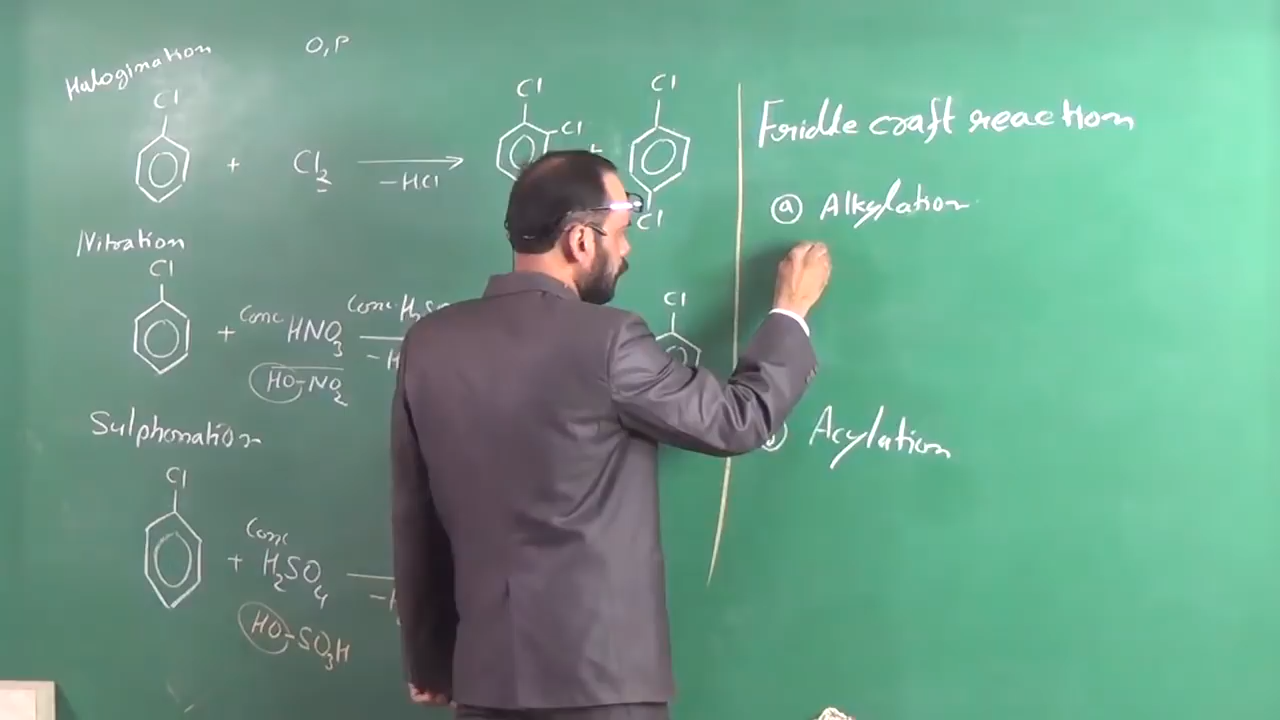 Halogination
O, P
Cl
+ Cl2
-HCl
Cl
Cl
+
Cl
Cl
Nitration
Cl
+ Conc HNO3
HO-NO2
Cl
Sulphonation
Cl
+ Conc H2SO4
HO-SO3H
Friddle craft reaction
a Alkylation
Acylation